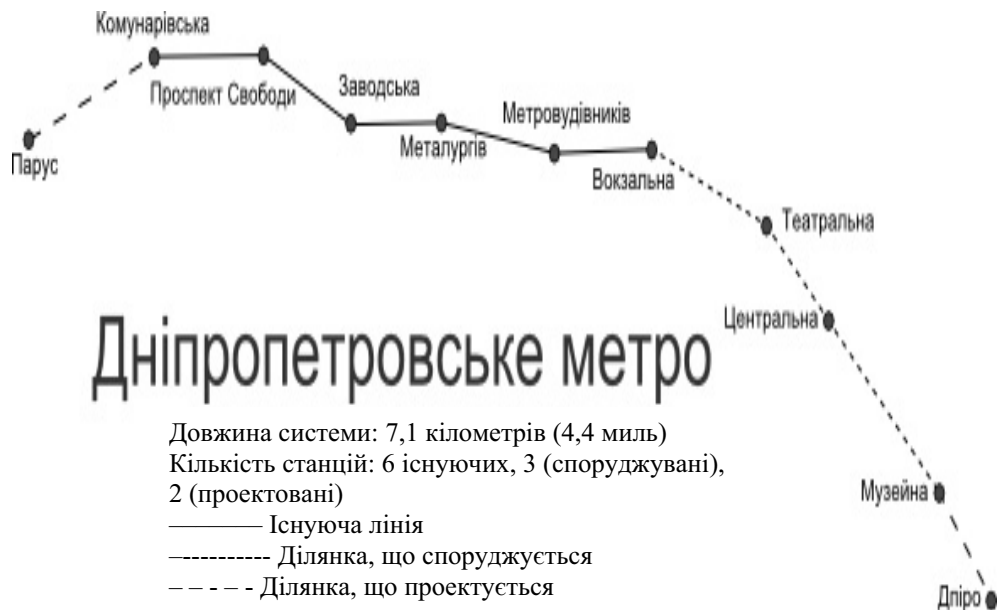 Комунарівська
Проспект Свободи
Заводська
Металургів
Метровудівників
Вокзальна
Парус
Театральна
Центральна
Музейна
Дпіро
Дніпропетровське метро
Довжина системи: 7,1 кілометрів (4,4 миль)
Кількість станцій: 6 існуючих, 3 (споруджувані),
2 (проектовані)
Існуюча лінія
Ділянка, що споруджується
Ділянка, що проектується